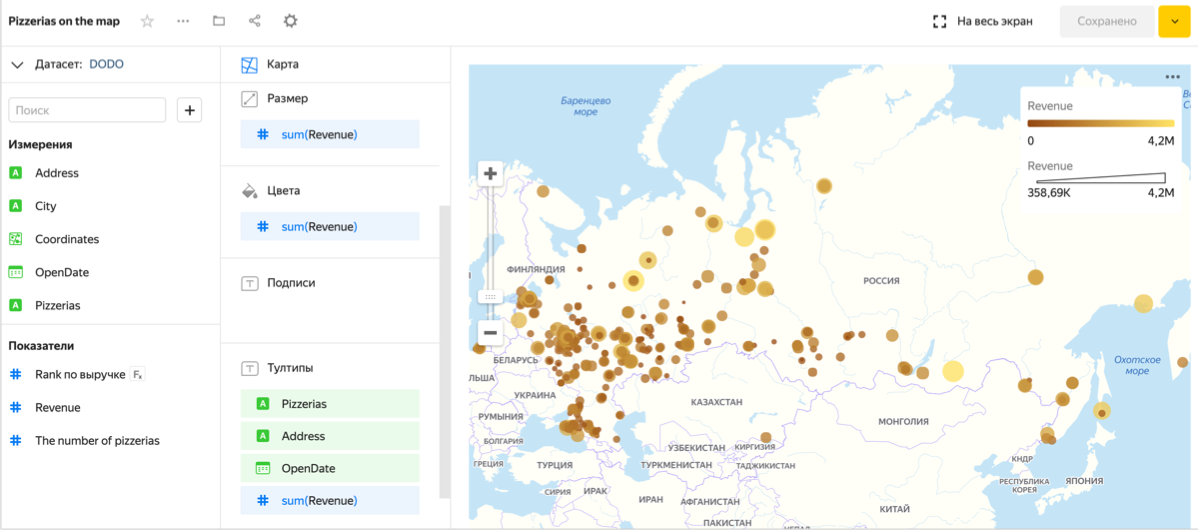 Pizzerias on the map
На весь экран
Сохранено
Датасет: DODO
Поиск
Измерения
Address
City
Coordinates
OpenDate
Pizzerias
Показатели
Rank по выручке
Revenue
The number of pizzerias
Карта
Размер
sum(Revenue)
Цвета
sum(Revenue)
Подписи
Тултипы
Pizzerias
Address
OpenDate
sum(Revenue)
Баренцево
море
Revenue
0 4,2M
Revenue
358,69K 4,2M
ФИНЛЯНДИЯ
РОССИЯ
БЕЛАРУСЬ
ЛЬША
УКРАИНА
РУМЫНИЯ
БОЛГАРИЯ
ГРЕЦИЯ
ТУРЦИЯ
СИРИЯ
ИРАК
ИРАН
КАЗАХСТАН
УЗБЕКИСТАН
КИРГИЗИЯ
ТУРКМЕНИСТАН
ТАДЖИКИСТАН
АФГАНИСТАН
ПАКИСТАН
МОНГОЛИЯ
КИТАЙ
Охотское
море
КНДР
РЕСПУБЛИКА
КОРЕЯ
ЯПОНИЯ